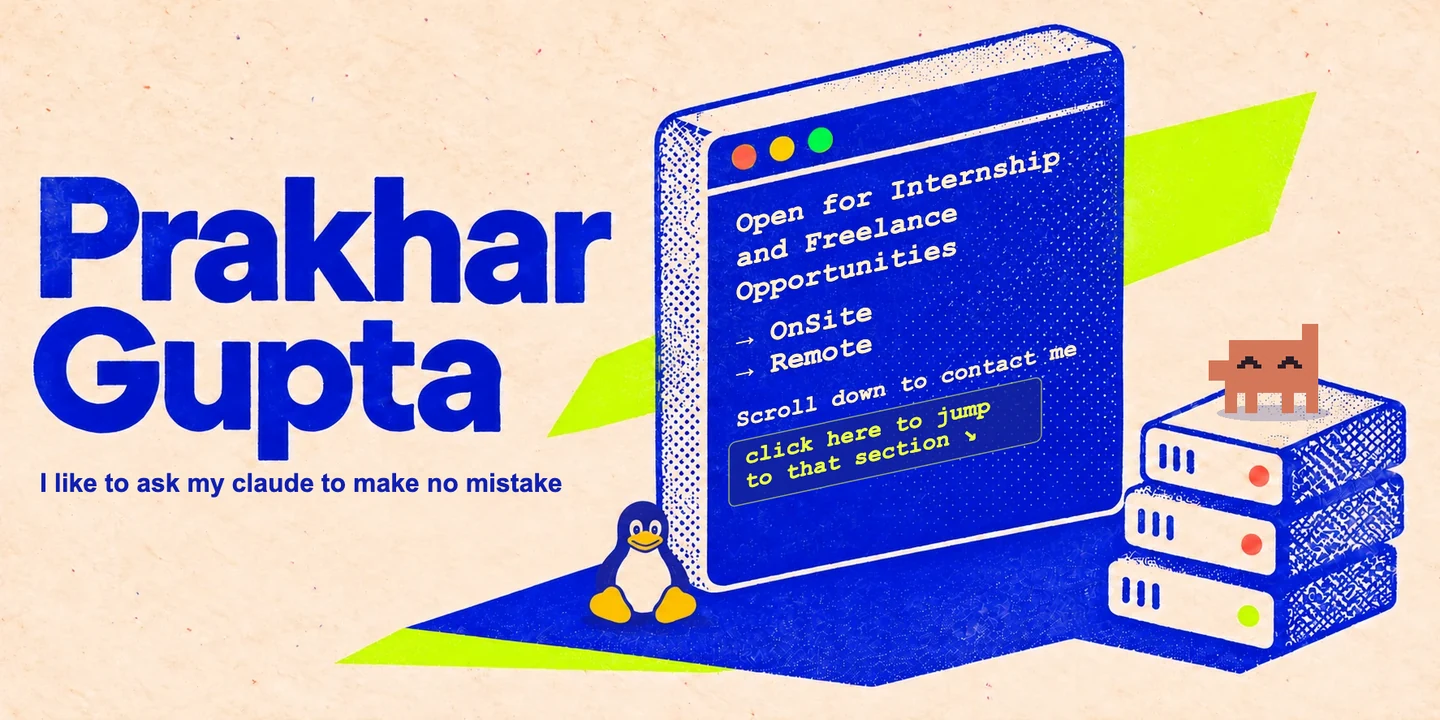 Prakhar
Gupta
I like to ask my claude to make no mistake
Open for Internship
and Freelance
Opportunities
→ OnSite
→ Remote
Scroll down to contact me
click here to jump
to that section ↘